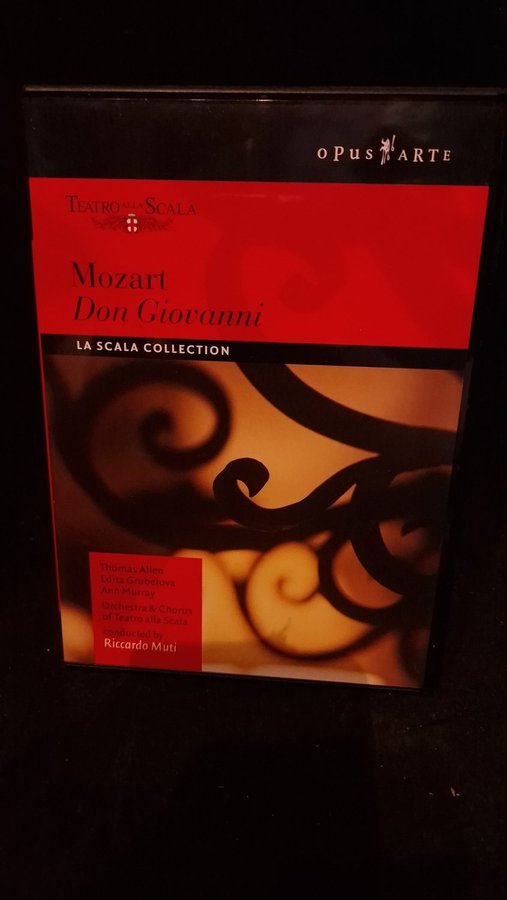 OPUS ARTE
TEATRO ALLA SCALA
Mozart
Don Giovanni
LA SCALA COLLECTION
Thomas Allen
Edita Gruberova
Ann Murray
Orchestra & Chorus
of Teatro alla Scala
conducted by
Riccardo Muti